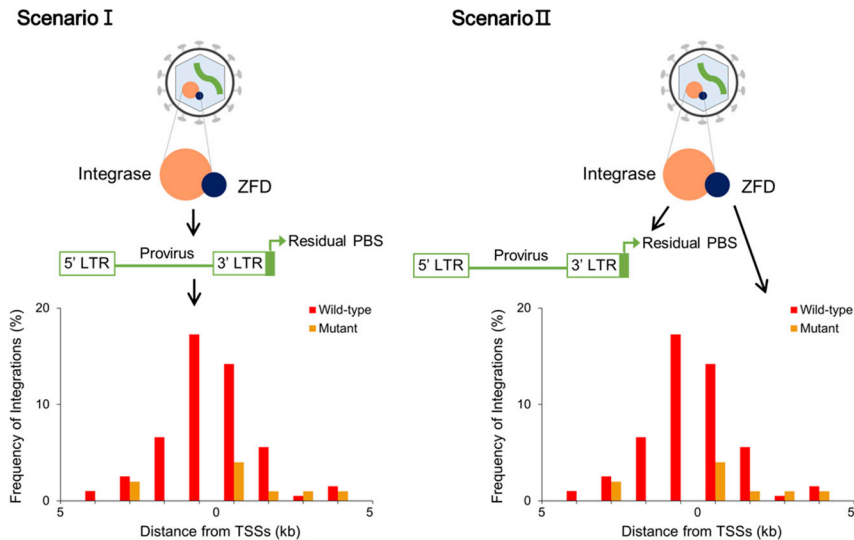 Scenario I
Integrase
ZFD
Residual PBS
5' LTR
Provirus
3' LTR
Frequency of Integrations (%)
20
10
0
Wild-type
Mutant
5
0
5
Distance from TSSs (kb)
Scenario II
Integrase
ZFD
Residual PBS
5' LTR
Provirus
3' LTR
Frequency of Integrations (%)
20
10
0
Wild-type
Mutant
5
0
5
Distance from TSSs (kb)